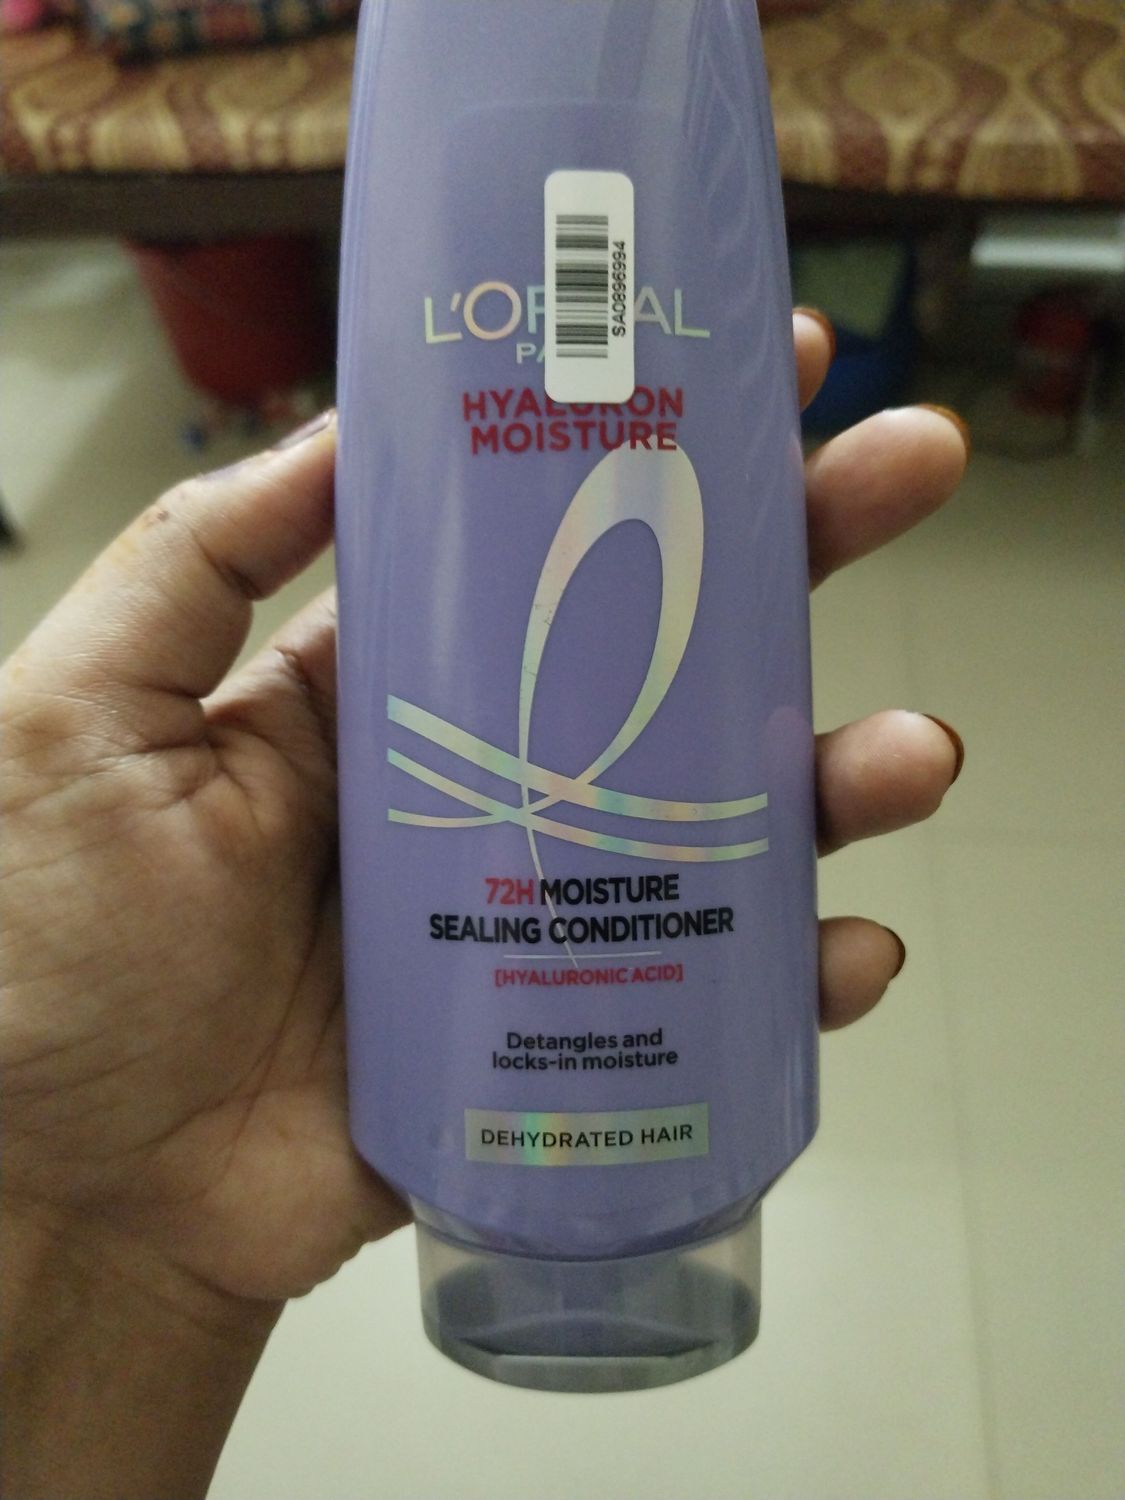 SA0896994
HYALURON
MOISTURE
72H MOISTURE
SEALING CONDITIONER
[HYALURONIC ACID]
Detangles and
locks-in moisture
DEHYDRATED HAIR